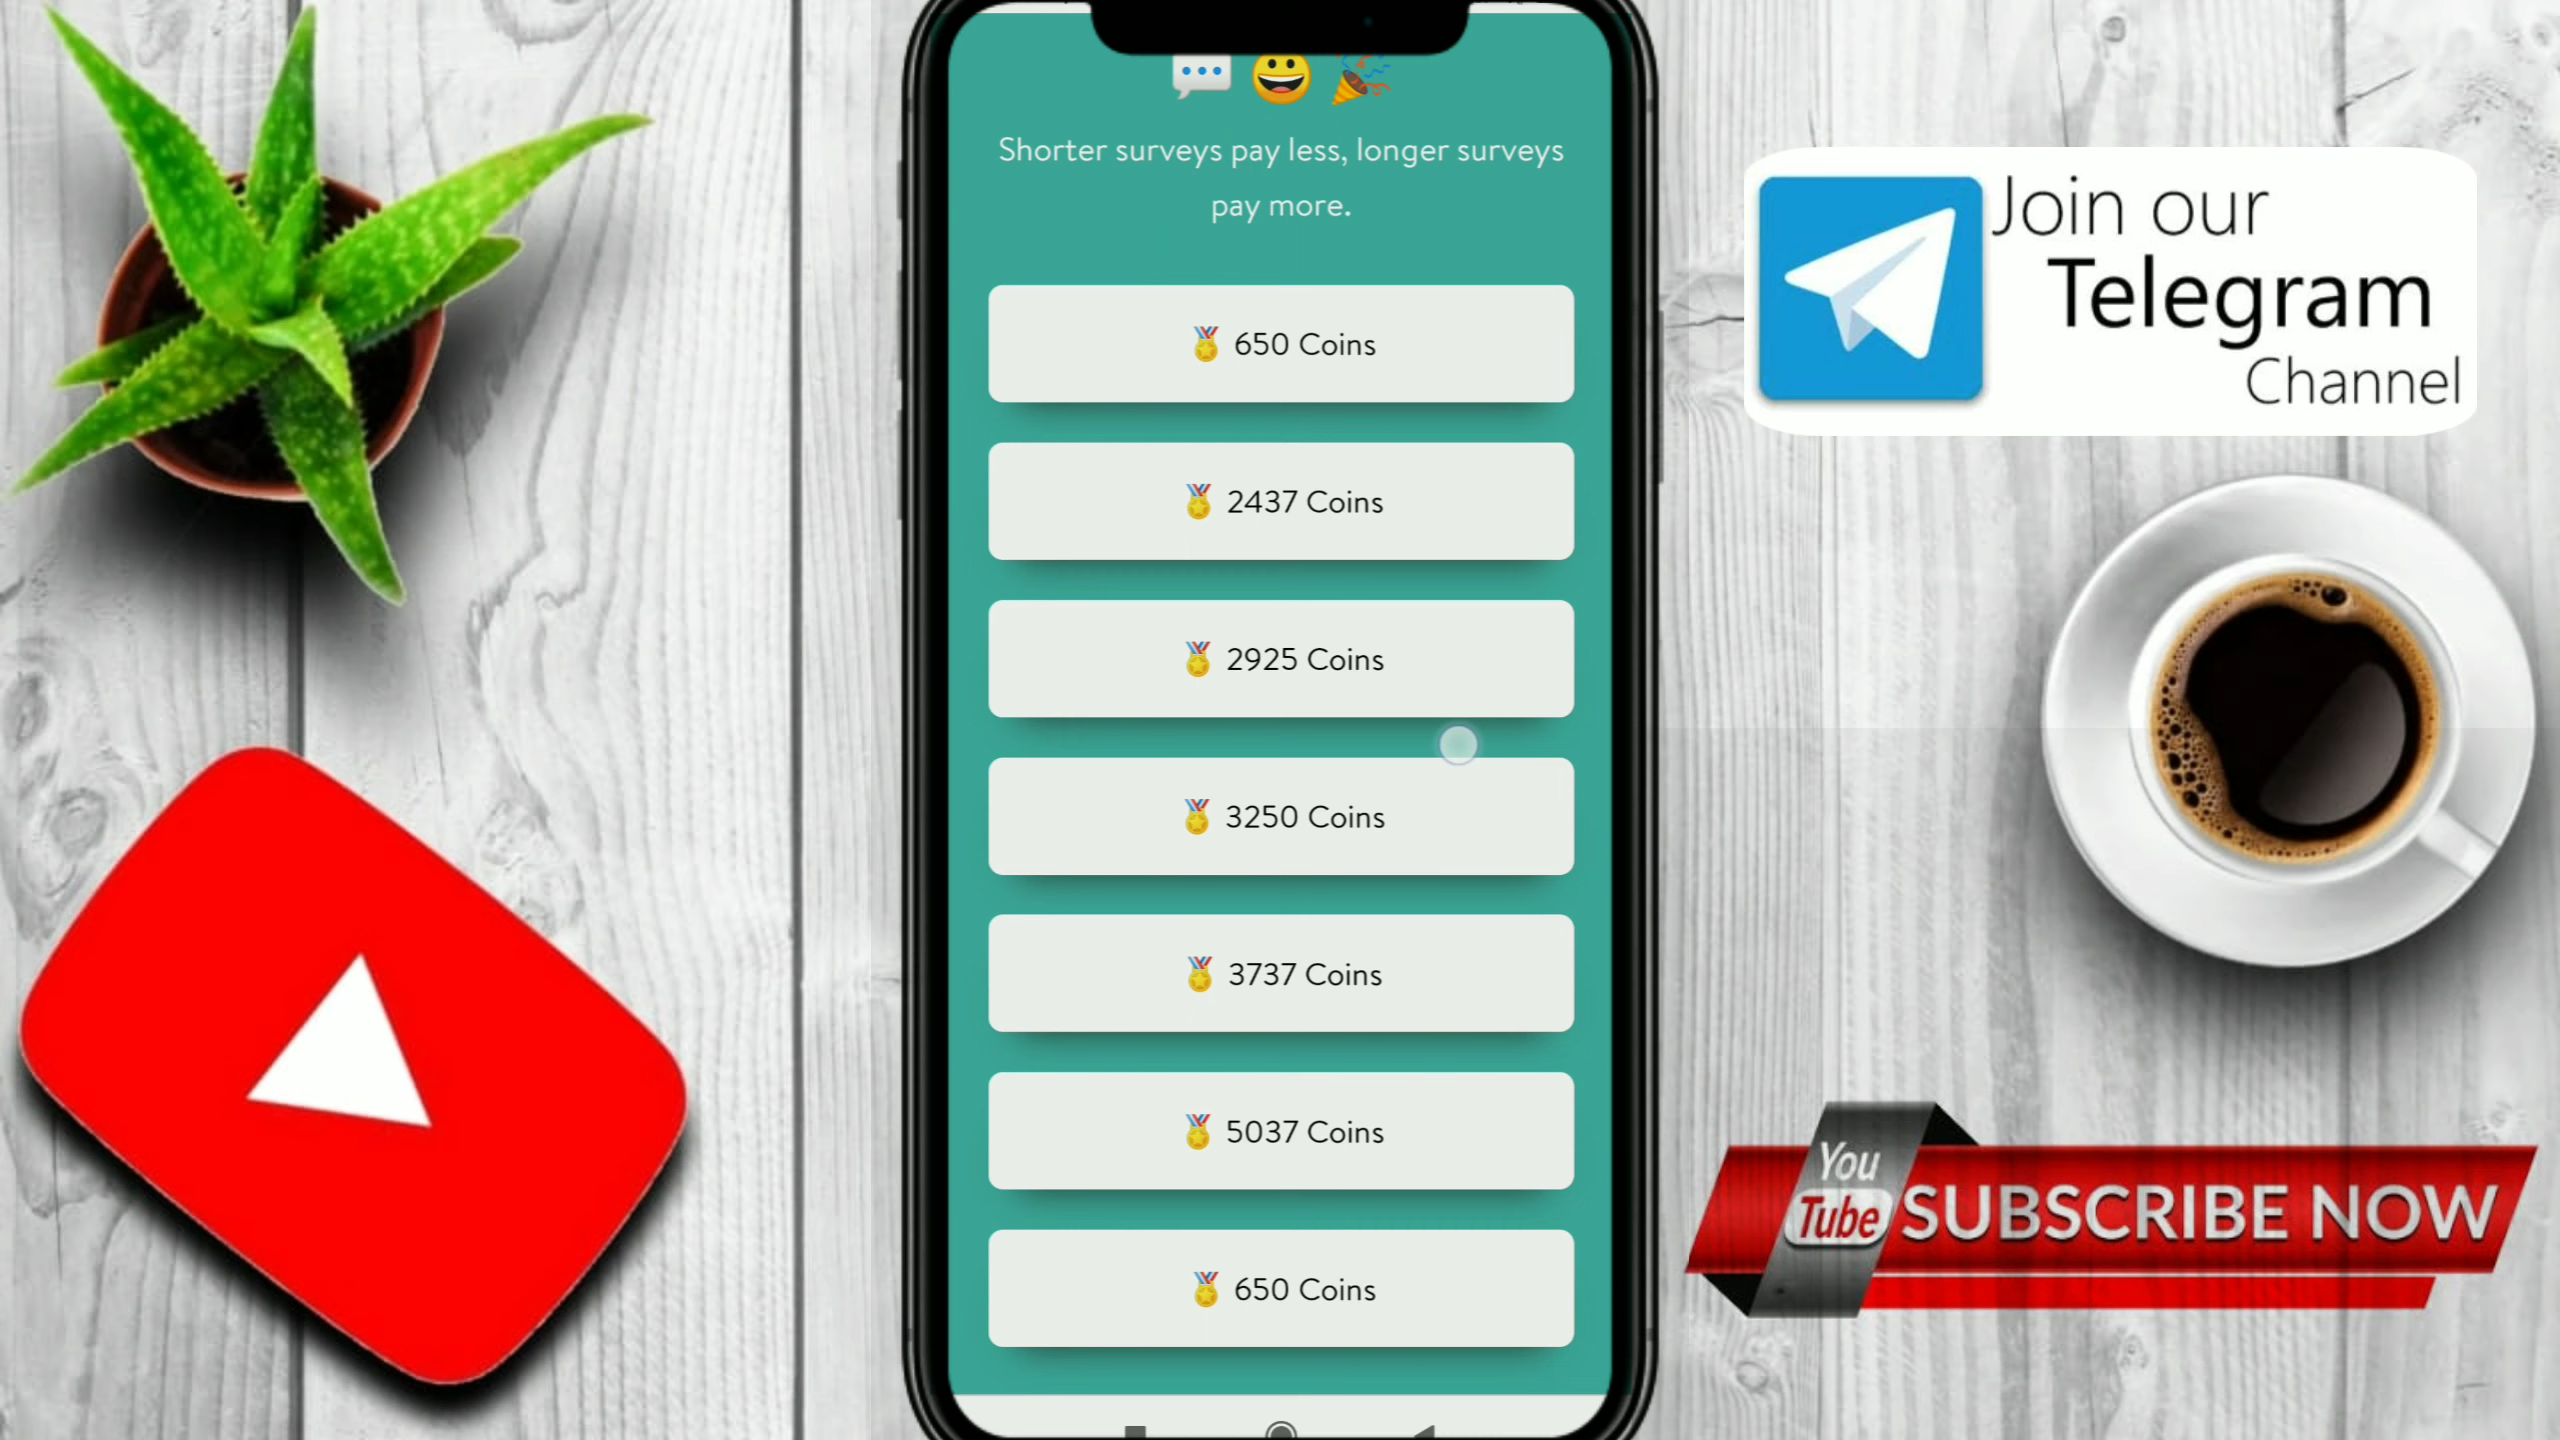 Shorter surveys pay less, longer surveys
pay more.
650 Coins
2437 Coins
2925 Coins
3250 Coins
3737 Coins
5037 Coins
650 Coins
Join our
Telegram
Channel
You
Tube
SUBSCRIBE NOW